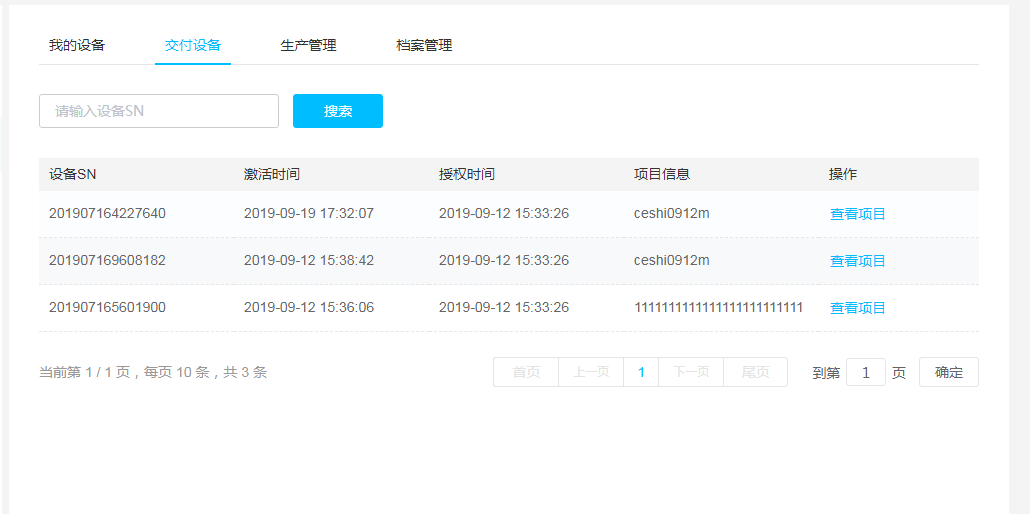 我的设备 交付设备 生产管理 档案管理
请输入设备SN 搜索
设备SN 激活时间 授权时间 项目信息 操作
201907164227640 2019-09-19 17:32:07 2019-09-12 15:33:26 ceshi0912m 查看项目
201907169608182 2019-09-12 15:38:42 2019-09-12 15:33:26 ceshi0912m 查看项目
201907165601900 2019-09-12 15:36:06 2019-09-12 15:33:26 1111111111111111111111111 查看项目
当前第 1 / 1 页，每页 10 条，共 3 条 首页 上一页 1 下一页 尾页 到第 1 页 确定